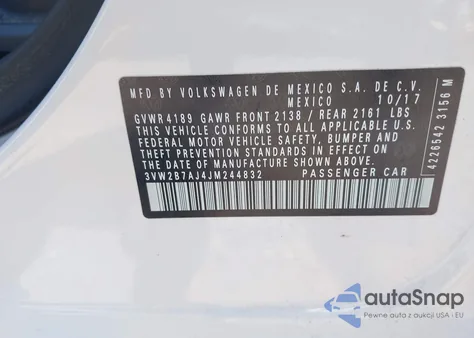 MFD BY VOLKSWAGEN DE MEXICO S.A. DE C.V.
MEXICO 10/17
GVWR 4189 GAWR FRONT 2138 / REAR 2161 LBS
THIS VEHICLE CONFORMS TO ALL APPLICABLE U.S.
FEDERAL MOTOR VEHICLE SAFETY, BUMPER AND
THEFT PREVENTION STANDARDS IN EFFECT ON
THE DATE OF MANUFACTURE SHOWN ABOVE
3VW2B7AJ4JM244832 PASSENGER CAR
4226542 3156 M
autoSnap
Pewne auta z aukcji USA - EU